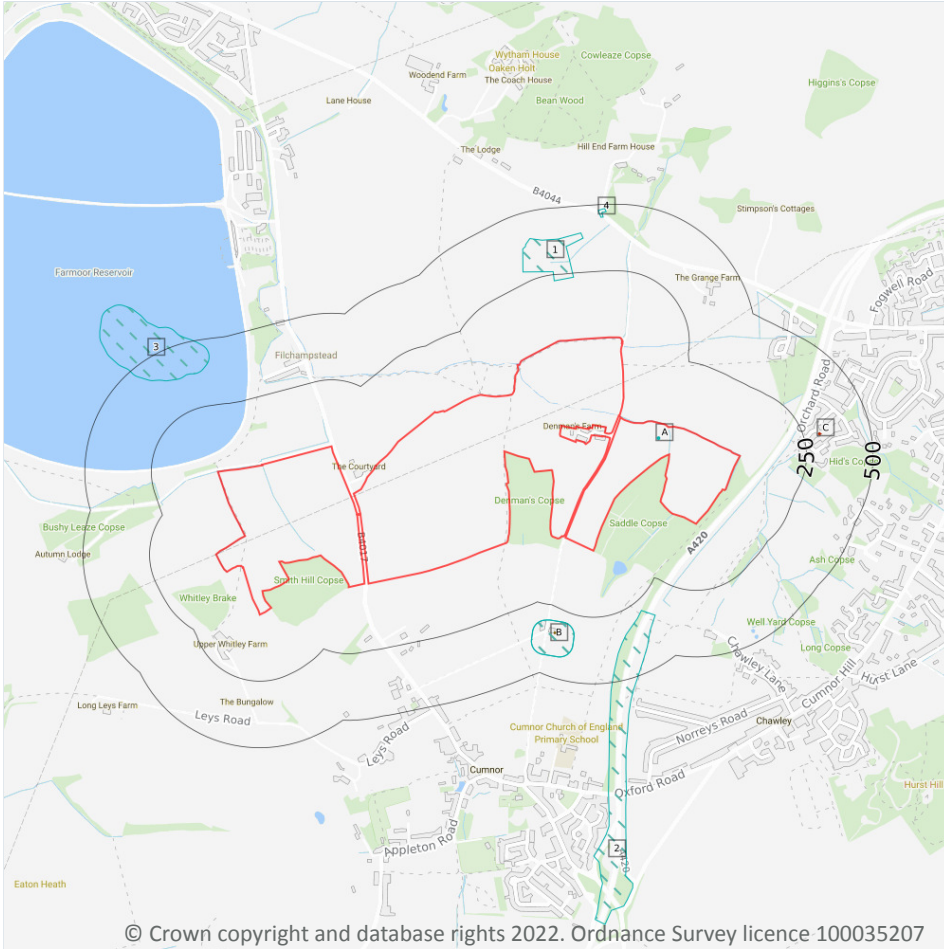 Wytham House
Oaken Holt
Cowleaze Copse
Woodend Farm
The Coach House
Higgins's Copse
Lane House
Bean Wood
The Lodge
Hill End Farm House
B4044
4
Stimpson's Cottages
1
Farmoor Reservoir
The Grange Farm
Fogwell Road
3
Filchampstead
Orchard Road
Denman's Farm
A
C
250
500
Hid's Copse
The Courtyard
Denman's Copse
Saddle Copse
Bushy Leaze Copse
B4017
A420
Autumn Lodge
Smith Hill Copse
Ash Copse
Whitley Brake
Well Yard Copse
B
Upper Whitley Farm
Chawley Lane
Long Copse
Cumnor Hill
Hurst Lane
Long Leys Farm
The Bungalow
Leys Road
Leys Road
Cumnor Church of England
Primary School
Norreys Road
Chawley
Cumnor
Oxford Road
Hurst Hill
Appleton Road
2
A420
Eaton Heath
© Crown copyright and database rights 2022. Ordnance Survey licence 100035207